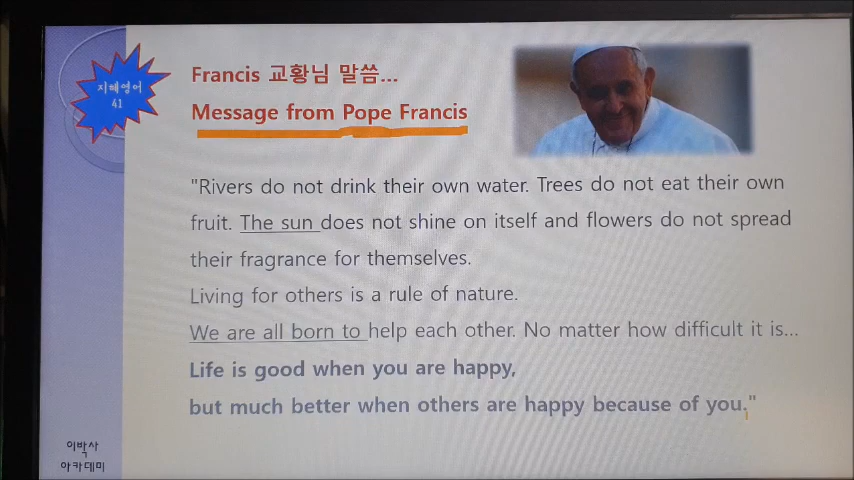 지혜영어
41
Francis 교황님 말씀...
Message from Pope Francis
"Rivers do not drink their own water. Trees do not eat their own
fruit. The sun does not shine on itself and flowers do not spread
their fragrance for themselves.
Living for others is a rule of nature.
We are all born to help each other. No matter how difficult it is...
Life is good when you are happy,
but much better when others are happy because of you."
이박사
아카데미